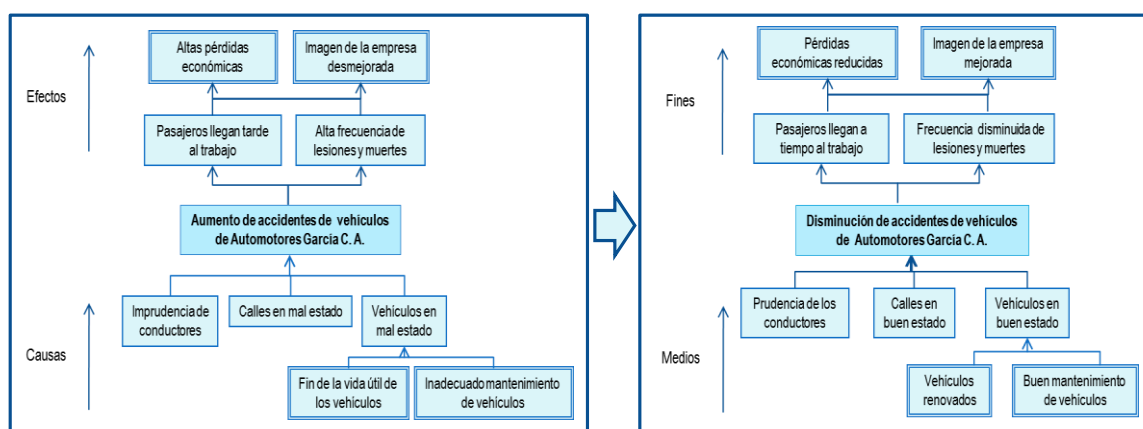 Altas pérdidas
económicas
Imagen de la empresa
desmejorada
Efectos
Pasajeros llegan tarde
al trabajo
Alta frecuencia de
lesiones y muertes
Aumento de accidentes de vehículos
de Automotores García C. A.
Imprudencia de
conductores
Calles en mal estado
Vehículos en
mal estado
Causas
Fin de la vida útil de
los vehículos
Inadecuado mantenimiento
de vehículos
Pérdidas
económicas reducidas
Imagen de la empresa
mejorada
Fines
Pasajeros llegan a
tiempo al trabajo
Frecuencia disminuida de
lesiones y muertes
Disminución de accidentes de vehículos
de Automotores García C. A.
Prudencia de los
conductores
Calles en
buen estado
Vehículos en
buen estado
Medios
Vehículos
renovados
Buen mantenimiento
de vehículos